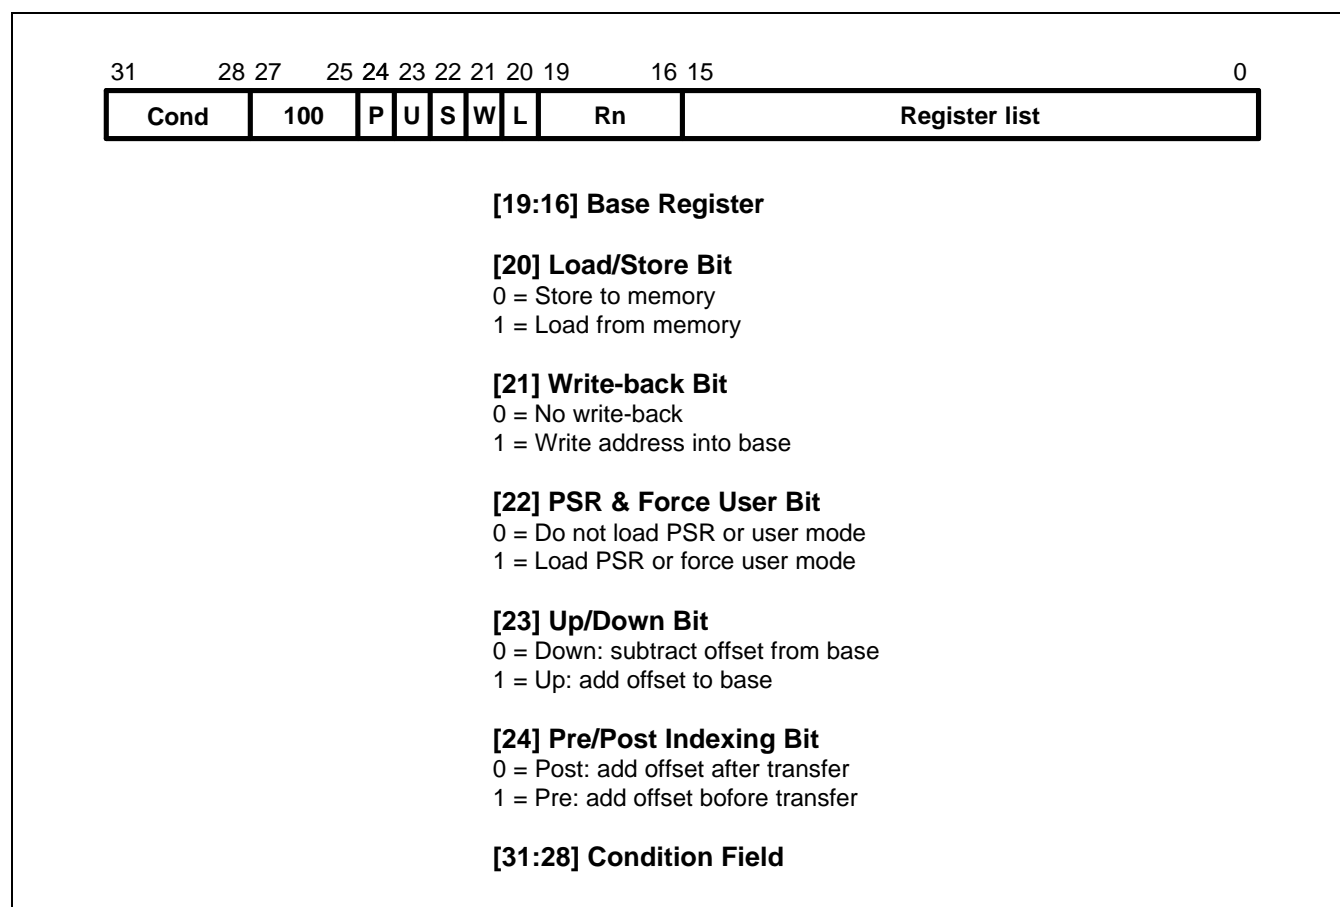 31 28 27 25 24 23 22 21 20 19 16 15 0
Cond 100 P U S W L Rn Register list
[19:16] Base Register
[20] Load/Store Bit
0 = Store to memory
1 = Load from memory
[21] Write-back Bit
0 = No write-back
1 = Write address into base
[22] PSR & Force User Bit
0 = Do not load PSR or user mode
1 = Load PSR or force user mode
[23] Up/Down Bit
0 = Down: subtract offset from base
1 = Up: add offset to base
[24] Pre/Post Indexing Bit
0 = Post: add offset after transfer
1 = Pre: add offset bofore transfer
[31:28] Condition Field